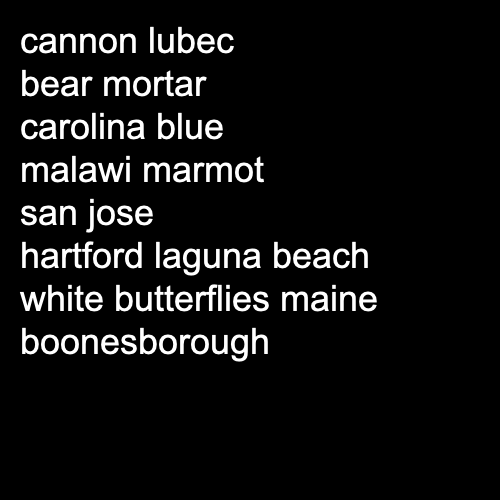 cannon lubec
bear mortar
carolina blue
malawi marmot
san jose
hartford laguna beach
white butterflies maine
boonesborough